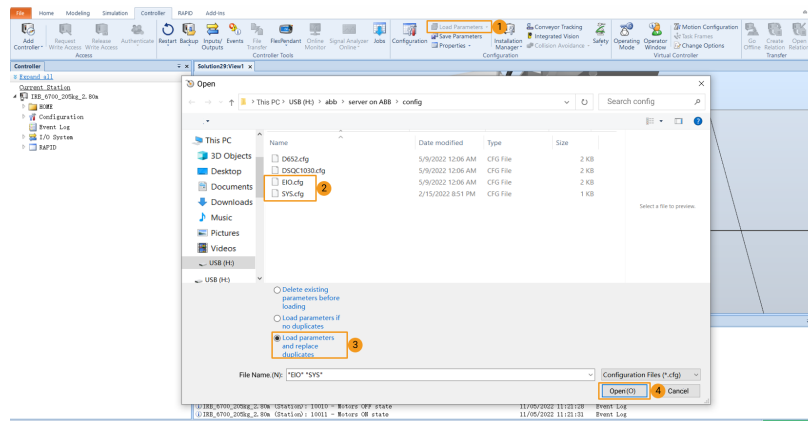 File Home Modeling Simulation Controller RAPID Add-Ins
Add Controller Request Write Access Release Write Access Authenticate Restart Backup Inputs/ Outputs Events File Transfer FlexPendant Online Monitor Signal Analyzer Online Jobs Configuration Load Parameters 1 Installation Manager Conveyor Tracking Safety Operating Mode Operator Window Motion Configuration Go Offline Create Relation Open Relation
Save Parameters Integrated Vision Task Frames
Properties Collision Avoidance Change Options
Access Controller Tools Configuration Virtual Controller Transfer
Controller Solution29:View1
Expand all
Current Station
IRB_6700_205kg_2.80m
HOME
Configuration
Event Log
I/O System
RAPID
Open
This PC > USB (H:) > abb > server on ABB > config Search config
This PC
3D Objects
Desktop
Documents
Downloads
Music
Pictures
Videos
USB (H:)
USB (H:)
Name Date modified Type Size
D652.cfg 5/9/2022 12:06 AM CFG File 2 KB
DSQC1030.cfg 5/9/2022 12:06 AM CFG File 2 KB
EIO.cfg 5/9/2022 12:06 AM CFG File 2 KB
SYS.cfg 2/15/2022 8:51 PM CFG File 1 KB
2
Select a file to preview.
Delete existing
parameters before
loading
Load parameters if
no duplicates
Load parameters
and replace
duplicates
3
File Name.(N): "EIO" "SYS" Configuration Files (*.cfg)
Open(O) 4 Cancel
IRB_6700_205kg_2.80m (Station): 10010 - Motors OFF state 11/05/2022 11:21:28 Event Log
IRB_6700_205kg_2.80m (Station): 10011 - Motors ON state 11/05/2022 11:21:31 Event Log